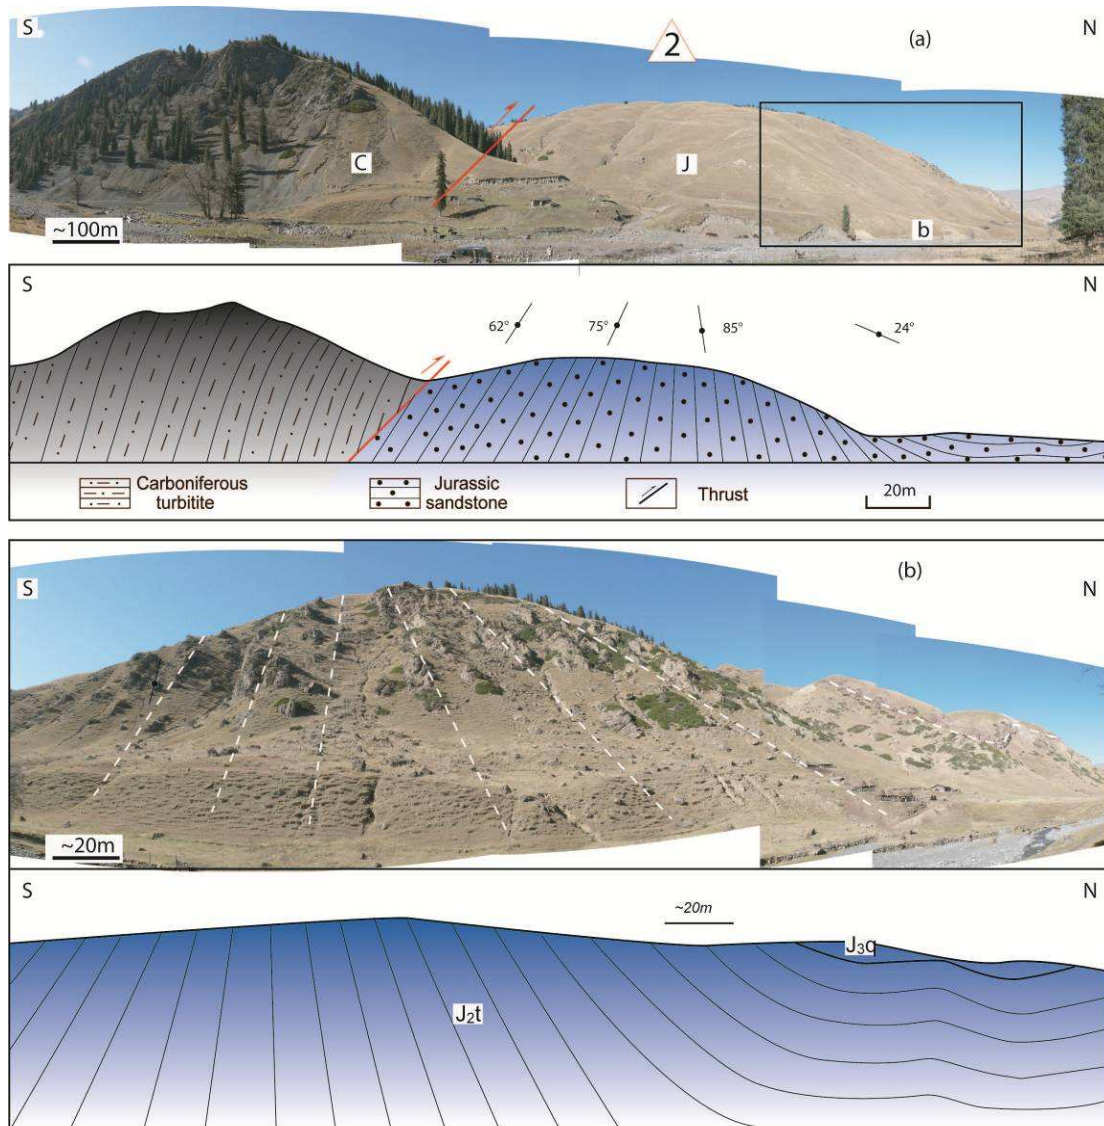 S
2
(a)
N
C
J
~100m
b
S
N
62°
75°
85°
24°
Carboniferous
turbitite
Jurassic
sandstone
Thrust
20m
S
(b)
N
~20m
S
N
~20m
J₃q
J₂t